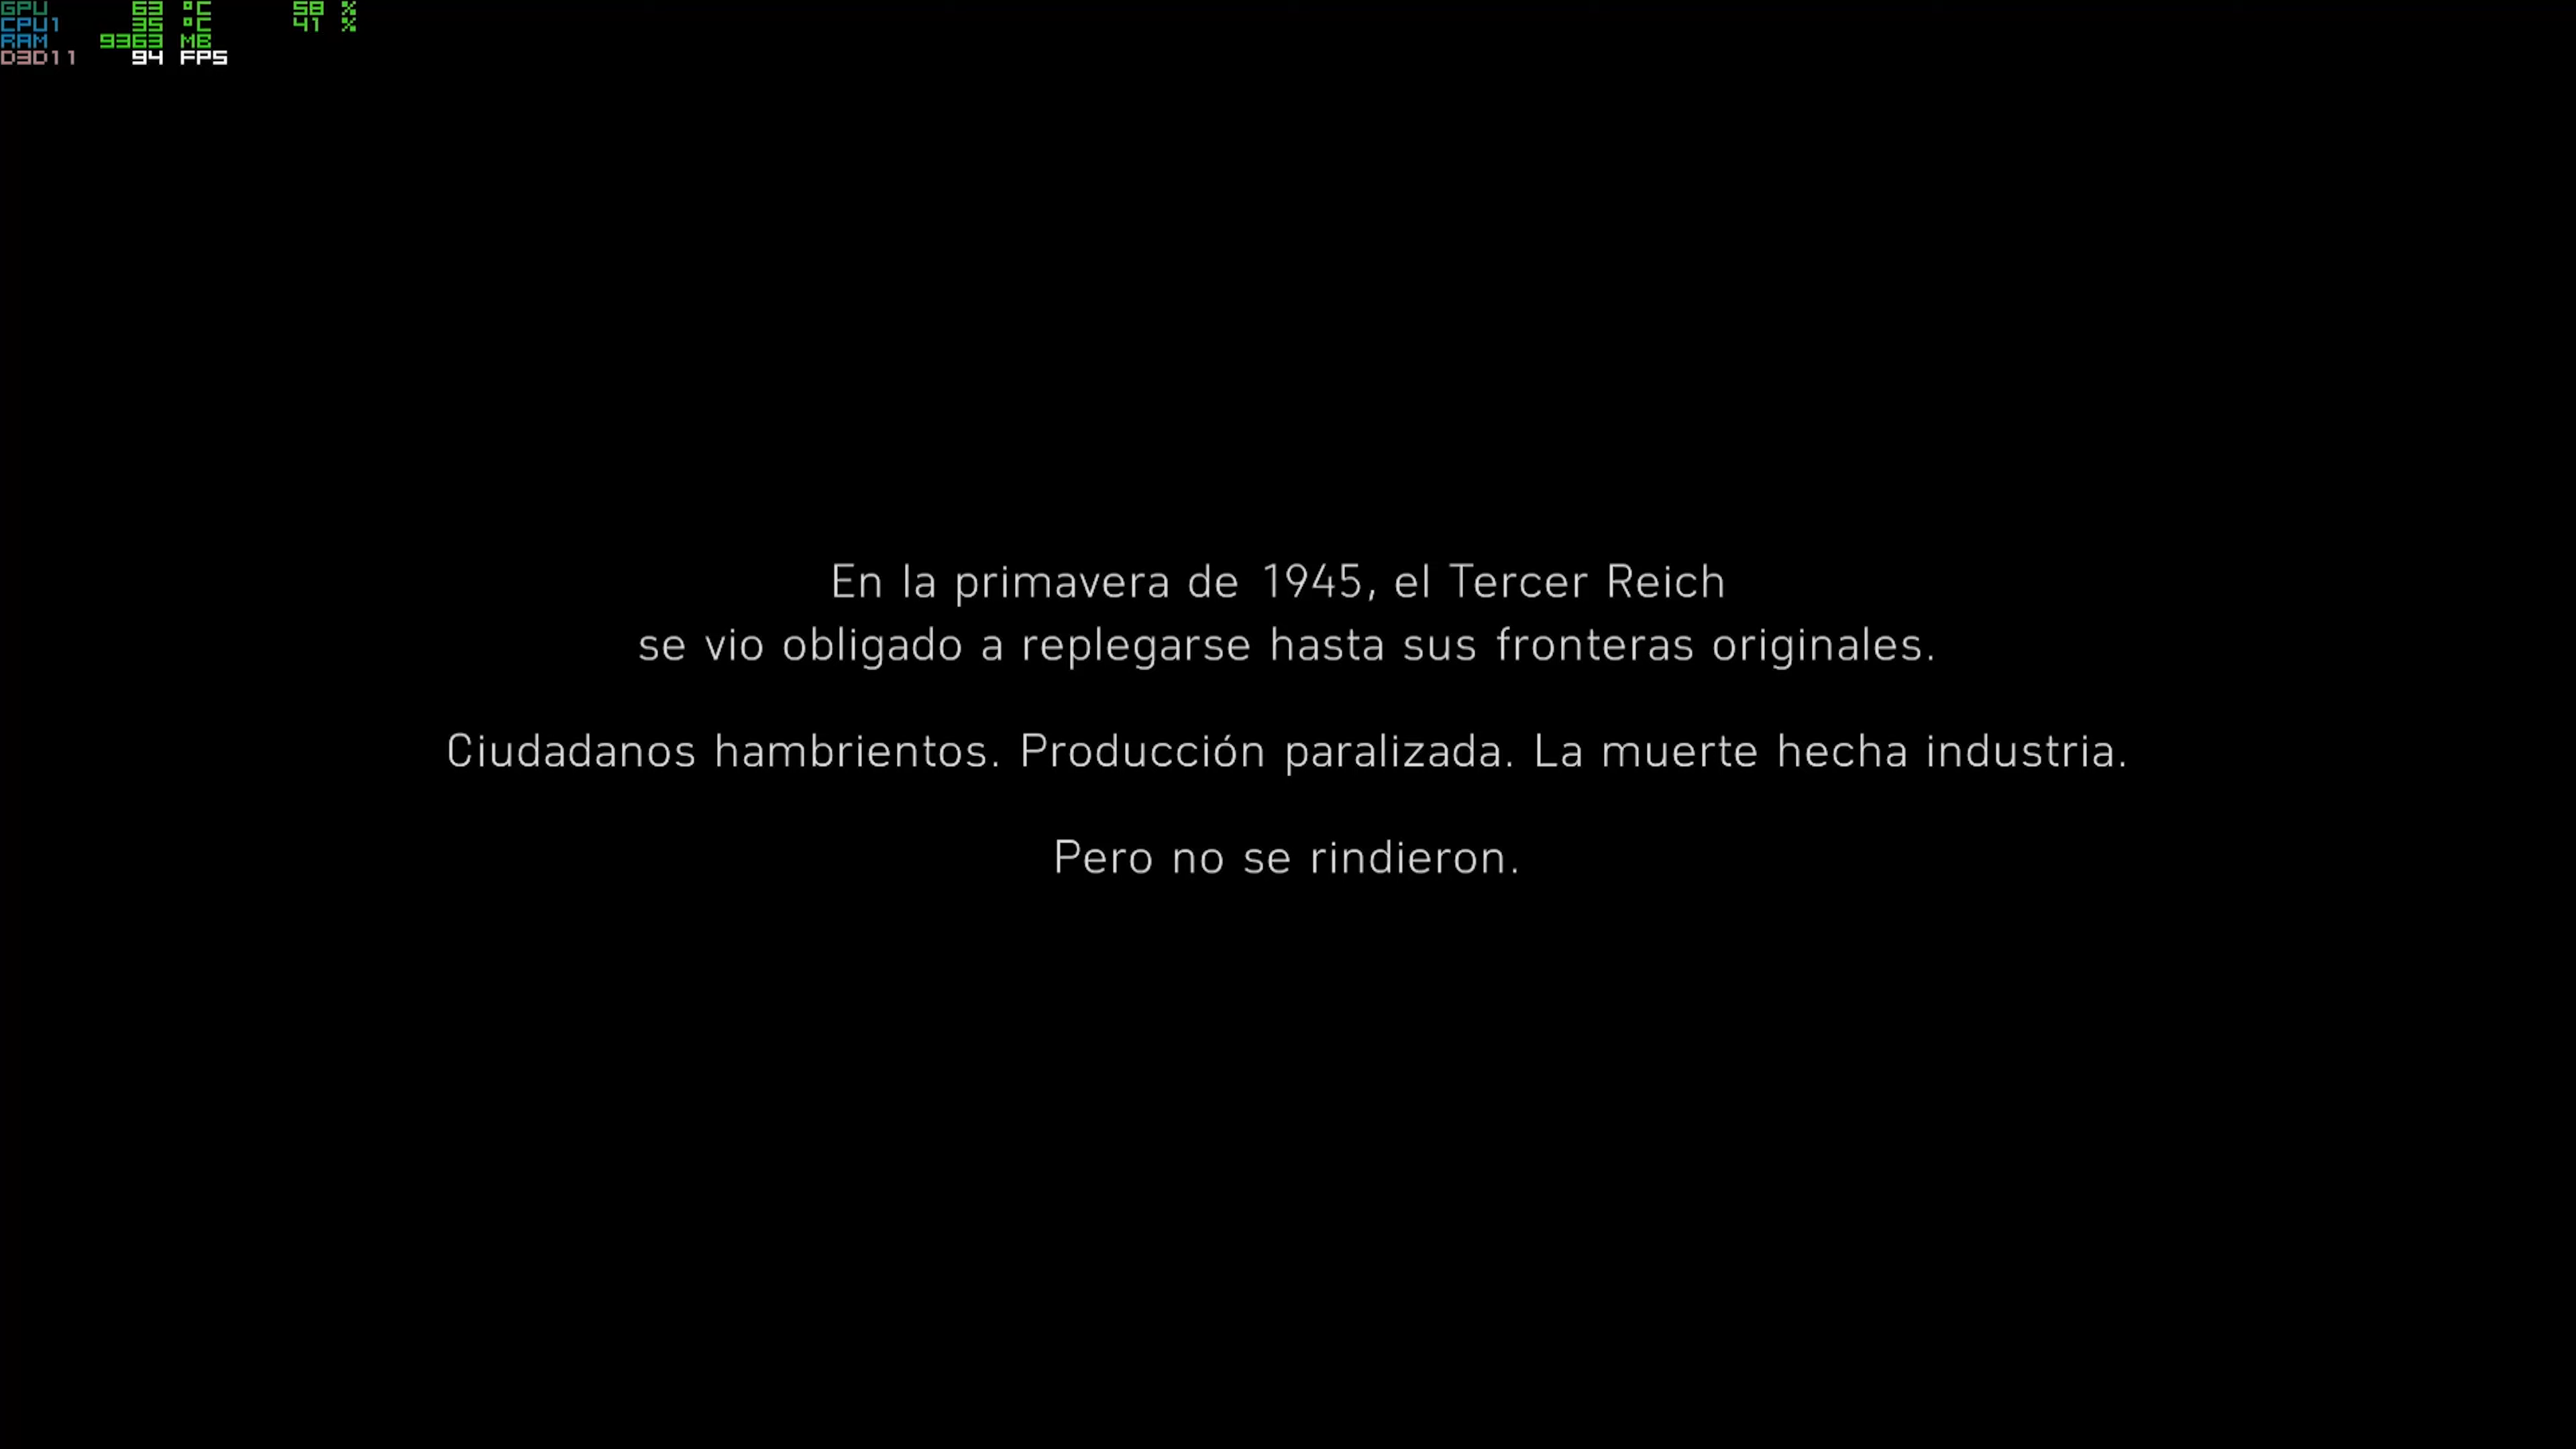 GPU 63 °C 58 %
CPU1 35 °C 41 %
RAM 9363 MB
D3D11 94 FPS
En la primavera de 1945, el Tercer Reich
se vio obligado a replegarse hasta sus fronteras originales.
Ciudadanos hambrientos. Producción paralizada. La muerte hecha industria.
Pero no se rindieron.